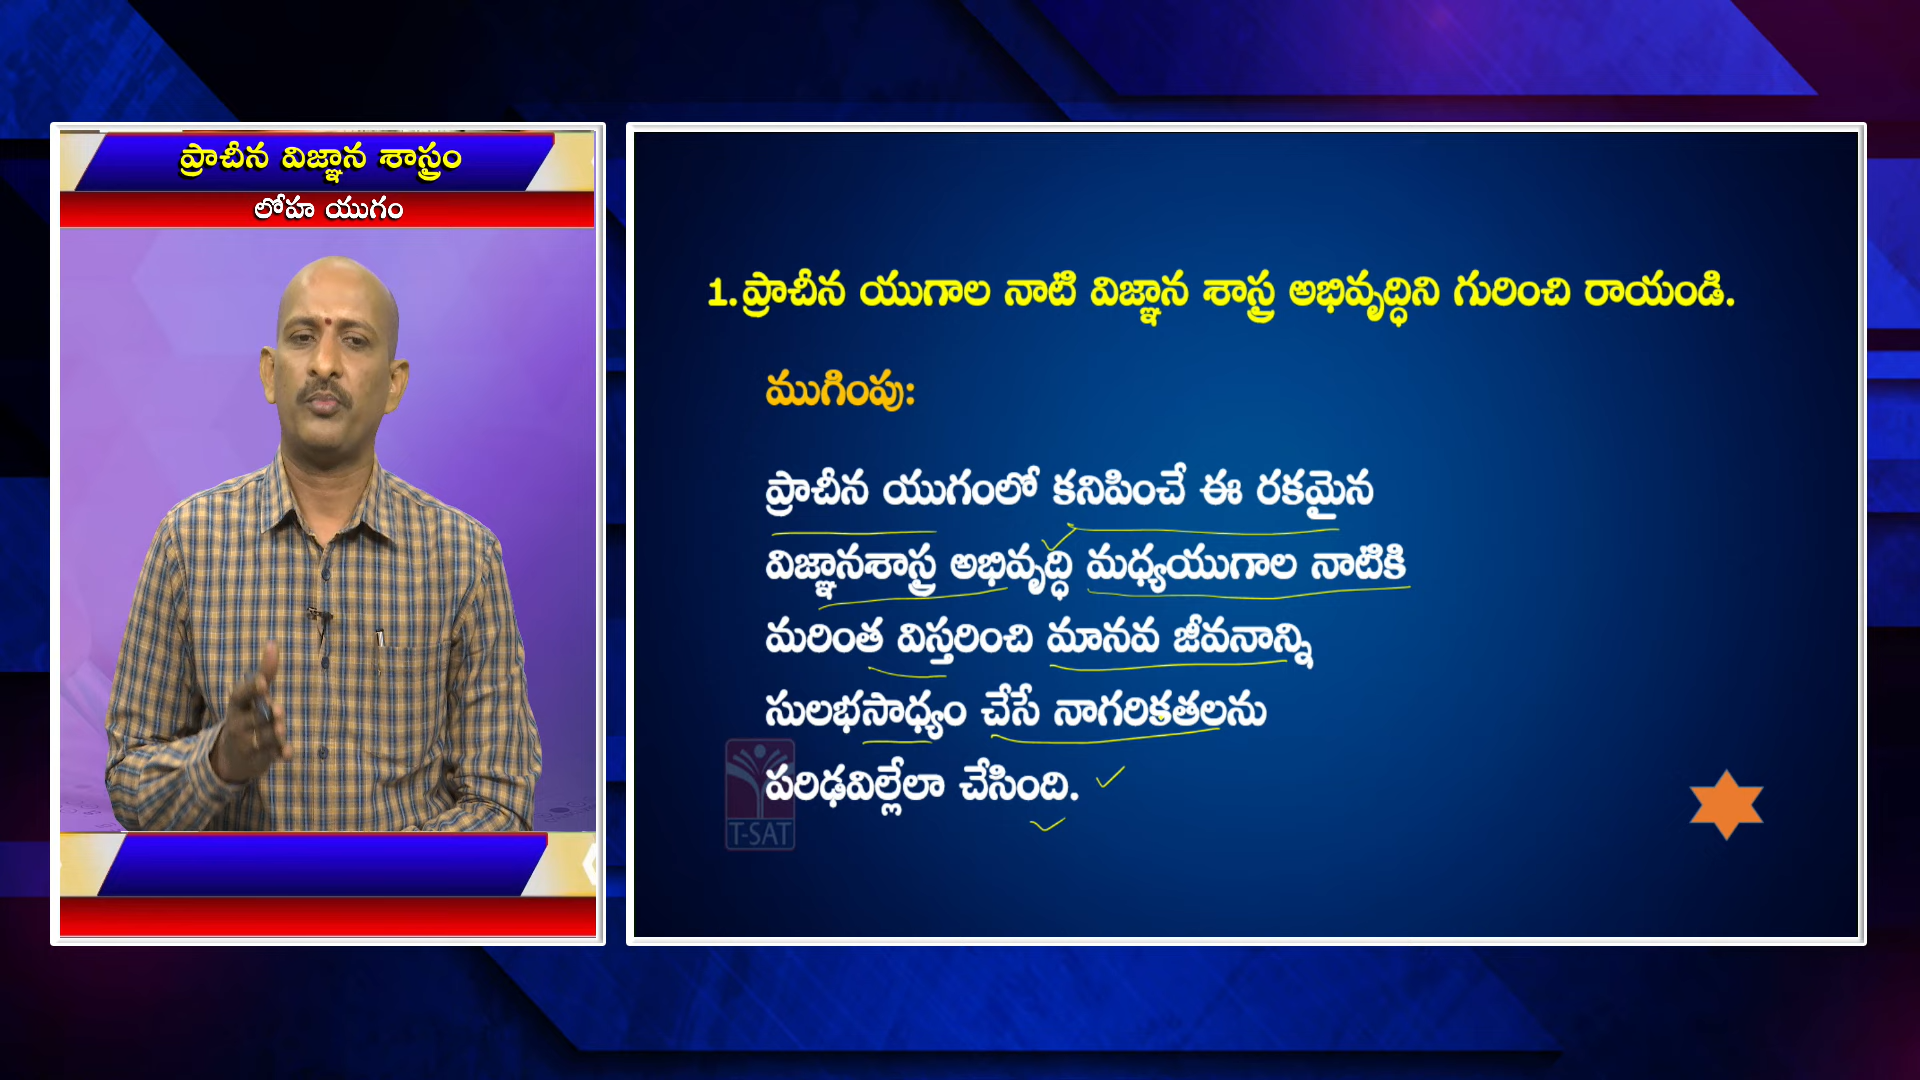 ప్రాచీన విజ్ఞాన శాస్త్రం
లోహ యుగం
1.ప్రాచీన యుగాల నాటి విజ్ఞాన శాస్త్ర అభివృద్ధిని గురించి రాయండి.
ముగింపు:
ప్రాచీన యుగంలో కనిపించే ఈ రకమైన
విజ్ఞానశాస్త్ర అభివృద్ధి మధ్యయుగాల నాటికి
మరింత విస్తరించి మానవ జీవనాన్ని
సులభసాధ్యం చేసే నాగరికతలను
పరిఢవిల్లేలా చేసింది.
T-SAT